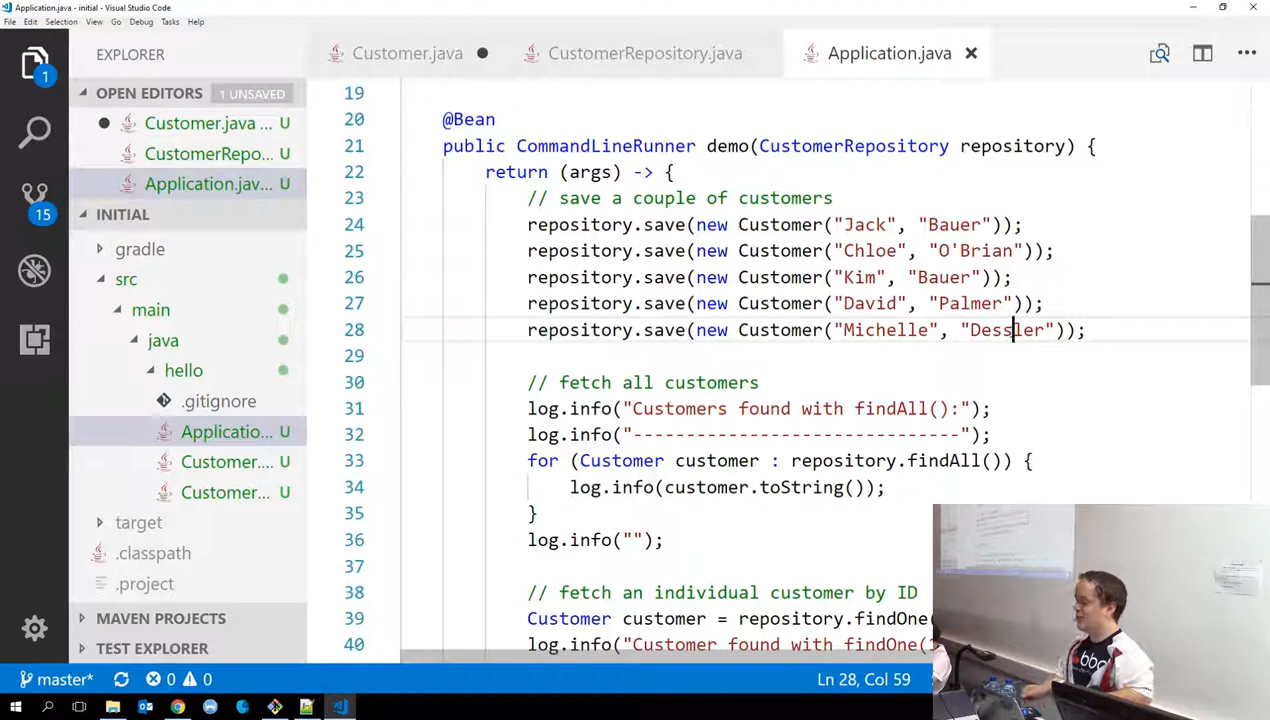 Application.java - initial - Visual Studio Code
File Edit Selection View Go Debug Tasks Help
EXPLORER
Customer.java
CustomerRepository.java
Application.java
OPEN EDITORS 1 UNSAVED
Customer.java ... U
CustomerRepo... U
Application.jav... U
INITIAL
gradle
src
main
java
hello
.gitignore
Applicatio... U
Customer.... U
Customer... U
target
.classpath
.project
MAVEN PROJECTS
TEST EXPLORER
1
15
19
20 @Bean
21 public CommandLineRunner demo(CustomerRepository repository) {
22 return (args) -> {
23 // save a couple of customers
24 repository.save(new Customer("Jack", "Bauer"));
25 repository.save(new Customer("Chloe", "O'Brian"));
26 repository.save(new Customer("Kim", "Bauer"));
27 repository.save(new Customer("David", "Palmer"));
28 repository.save(new Customer("Michelle", "Dessler"));
29
30 // fetch all customers
31 log.info("Customers found with findAll():");
32 log.info("-------------------------------");
33 for (Customer customer : repository.findAll()) {
34 log.info(customer.toString());
35 }
36 log.info("");
37
38 // fetch an individual customer by ID
39 Customer customer = repository.findOne(
40 log.info("Customer found with findOne(
bbd
master* 0 0
Ln 28, Col 59